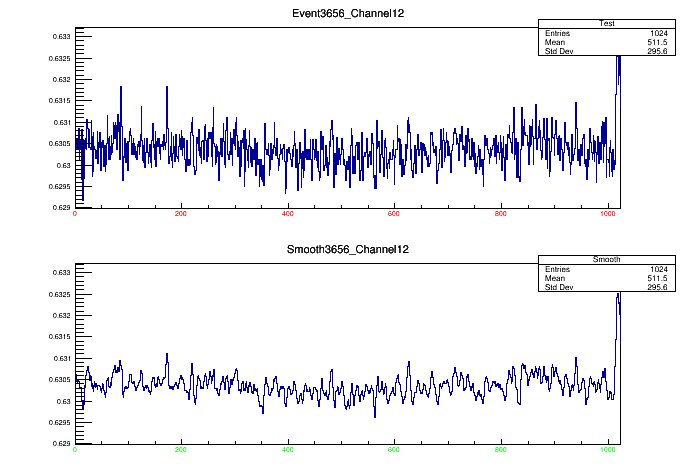 Event3656_Channel12
Test
Entries 1024
Mean 511.5
Std Dev 295.6
0.633
0.6325
0.632
0.6315
0.631
0.6305
0.63
0.6295
0.629
0 200 400 600 800 1000
Smooth3656_Channel12
Smooth
Entries 1024
Mean 511.5
Std Dev 295.6
0.633
0.6325
0.632
0.6315
0.631
0.6305
0.63
0.6295
0.629
0 200 400 600 800 1000